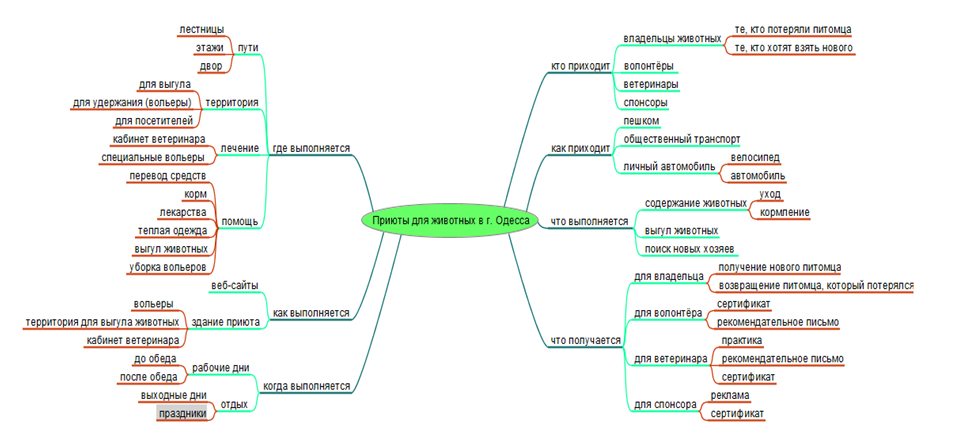 Приюты для животных в г. Одесса
кто приходит
владельцы животных
те, кто потеряли питомца
те, кто хотят взять нового
волонтёры
ветеринары
спонсоры
как приходит
пешком
общественный транспорт
личный автомобиль
велосипед
автомобиль
что выполняется
содержание животных
уход
кормление
выгул животных
поиск новых хозяев
что получается
для владельца
получение нового питомца
возвращение питомца, который потерялся
для волонтёра
сертификат
рекомендательное письмо
для ветеринара
практика
рекомендательное письмо
сертификат
для спонсора
реклама
сертификат
где выполняется
пути
лестницы
этажи
двор
территория
для выгула
для удержания (вольеры)
для посетителей
лечение
кабинет ветеринара
специальные вольеры
помощь
перевод средств
корм
лекарства
теплая одежда
выгул животных
уборка вольеров
как выполняется
веб-сайты
здание приюта
вольеры
территория для выгула животных
кабинет ветеринара
когда выполняется
рабочие дни
до обеда
после обеда
отдых
выходные дни
праздники